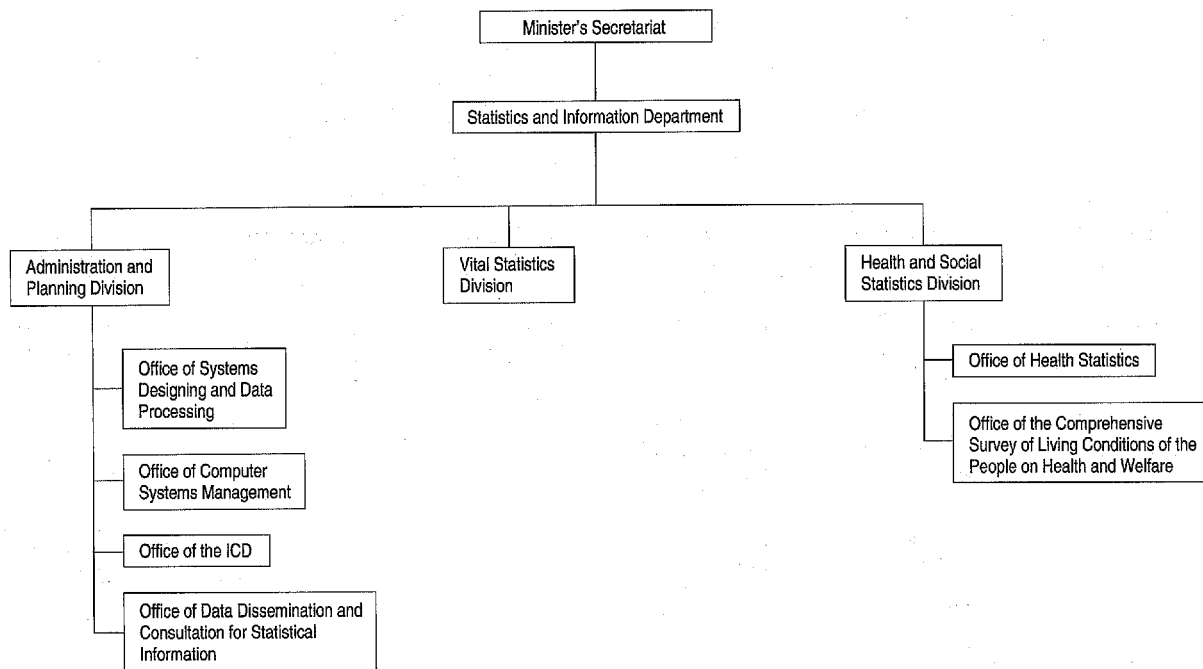 Minister's Secretariat
Statistics and Information Department
Administration and
Planning Division
Vital Statistics
Division
Health and Social
Statistics Division
Office of Systems
Designing and Data
Processing
Office of Computer
Systems Management
Office of the ICD
Office of Data Dissemination and
Consultation for Statistical
Information
Office of Health Statistics
Office of the Comprehensive
Survey of Living Conditions of the
People on Health and Welfare